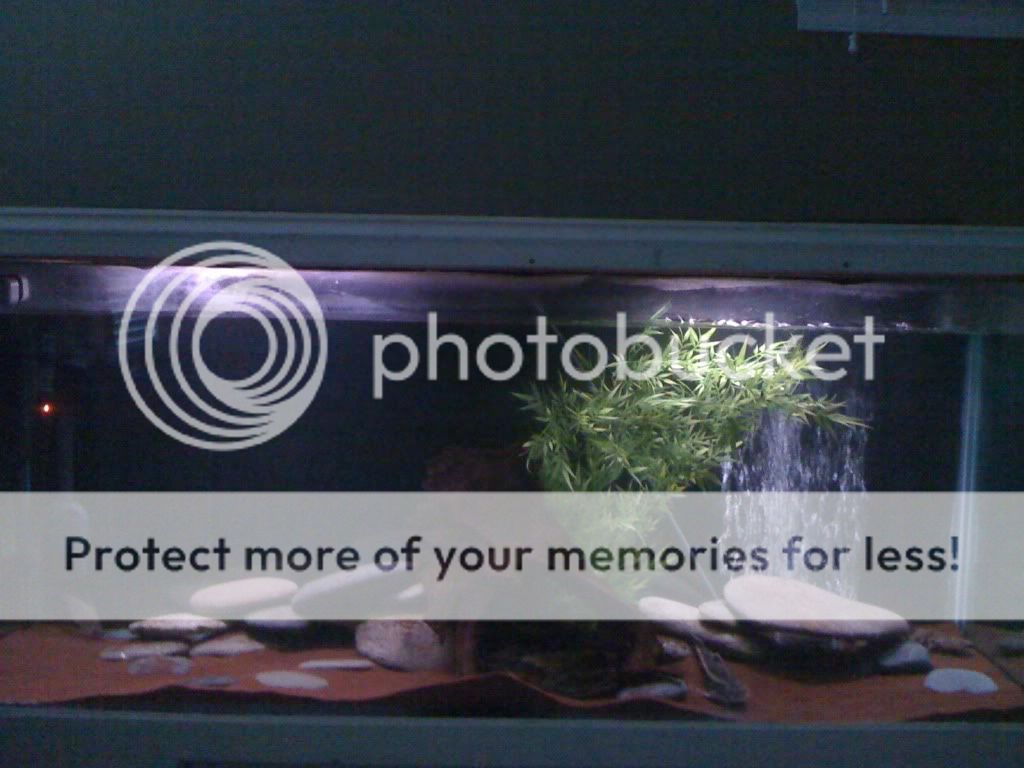 photobucket
Protect more of your memories for less!